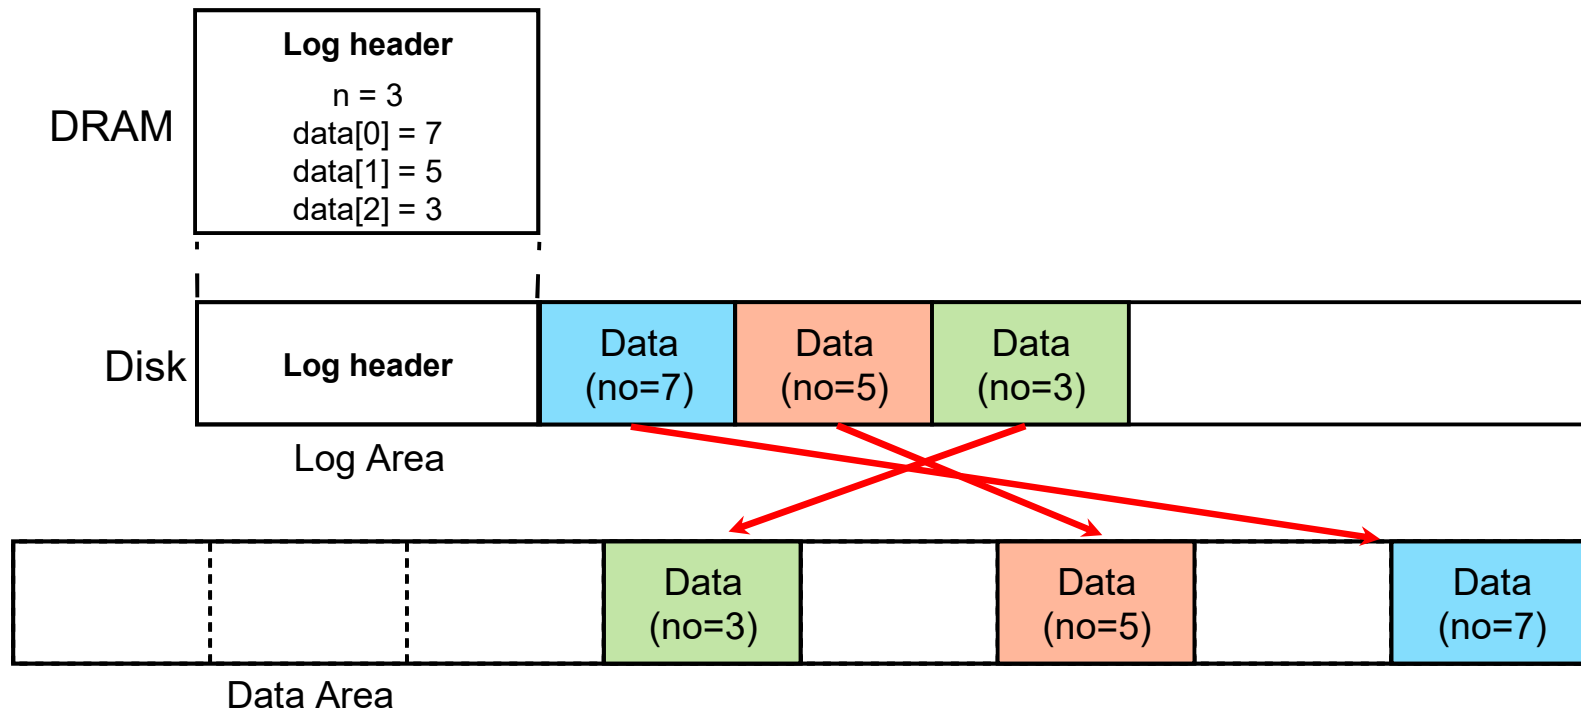 Log header
n = 3
data[0] = 7
data[1] = 5
data[2] = 3
DRAM
Disk
Log header
Data
(no=7)
Data
(no=5)
Data
(no=3)
Log Area
Data
(no=3)
Data
(no=5)
Data
(no=7)
Data Area